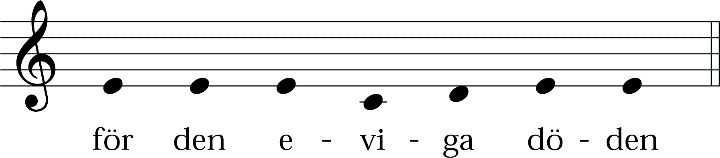 för den e - vi - ga dö - den